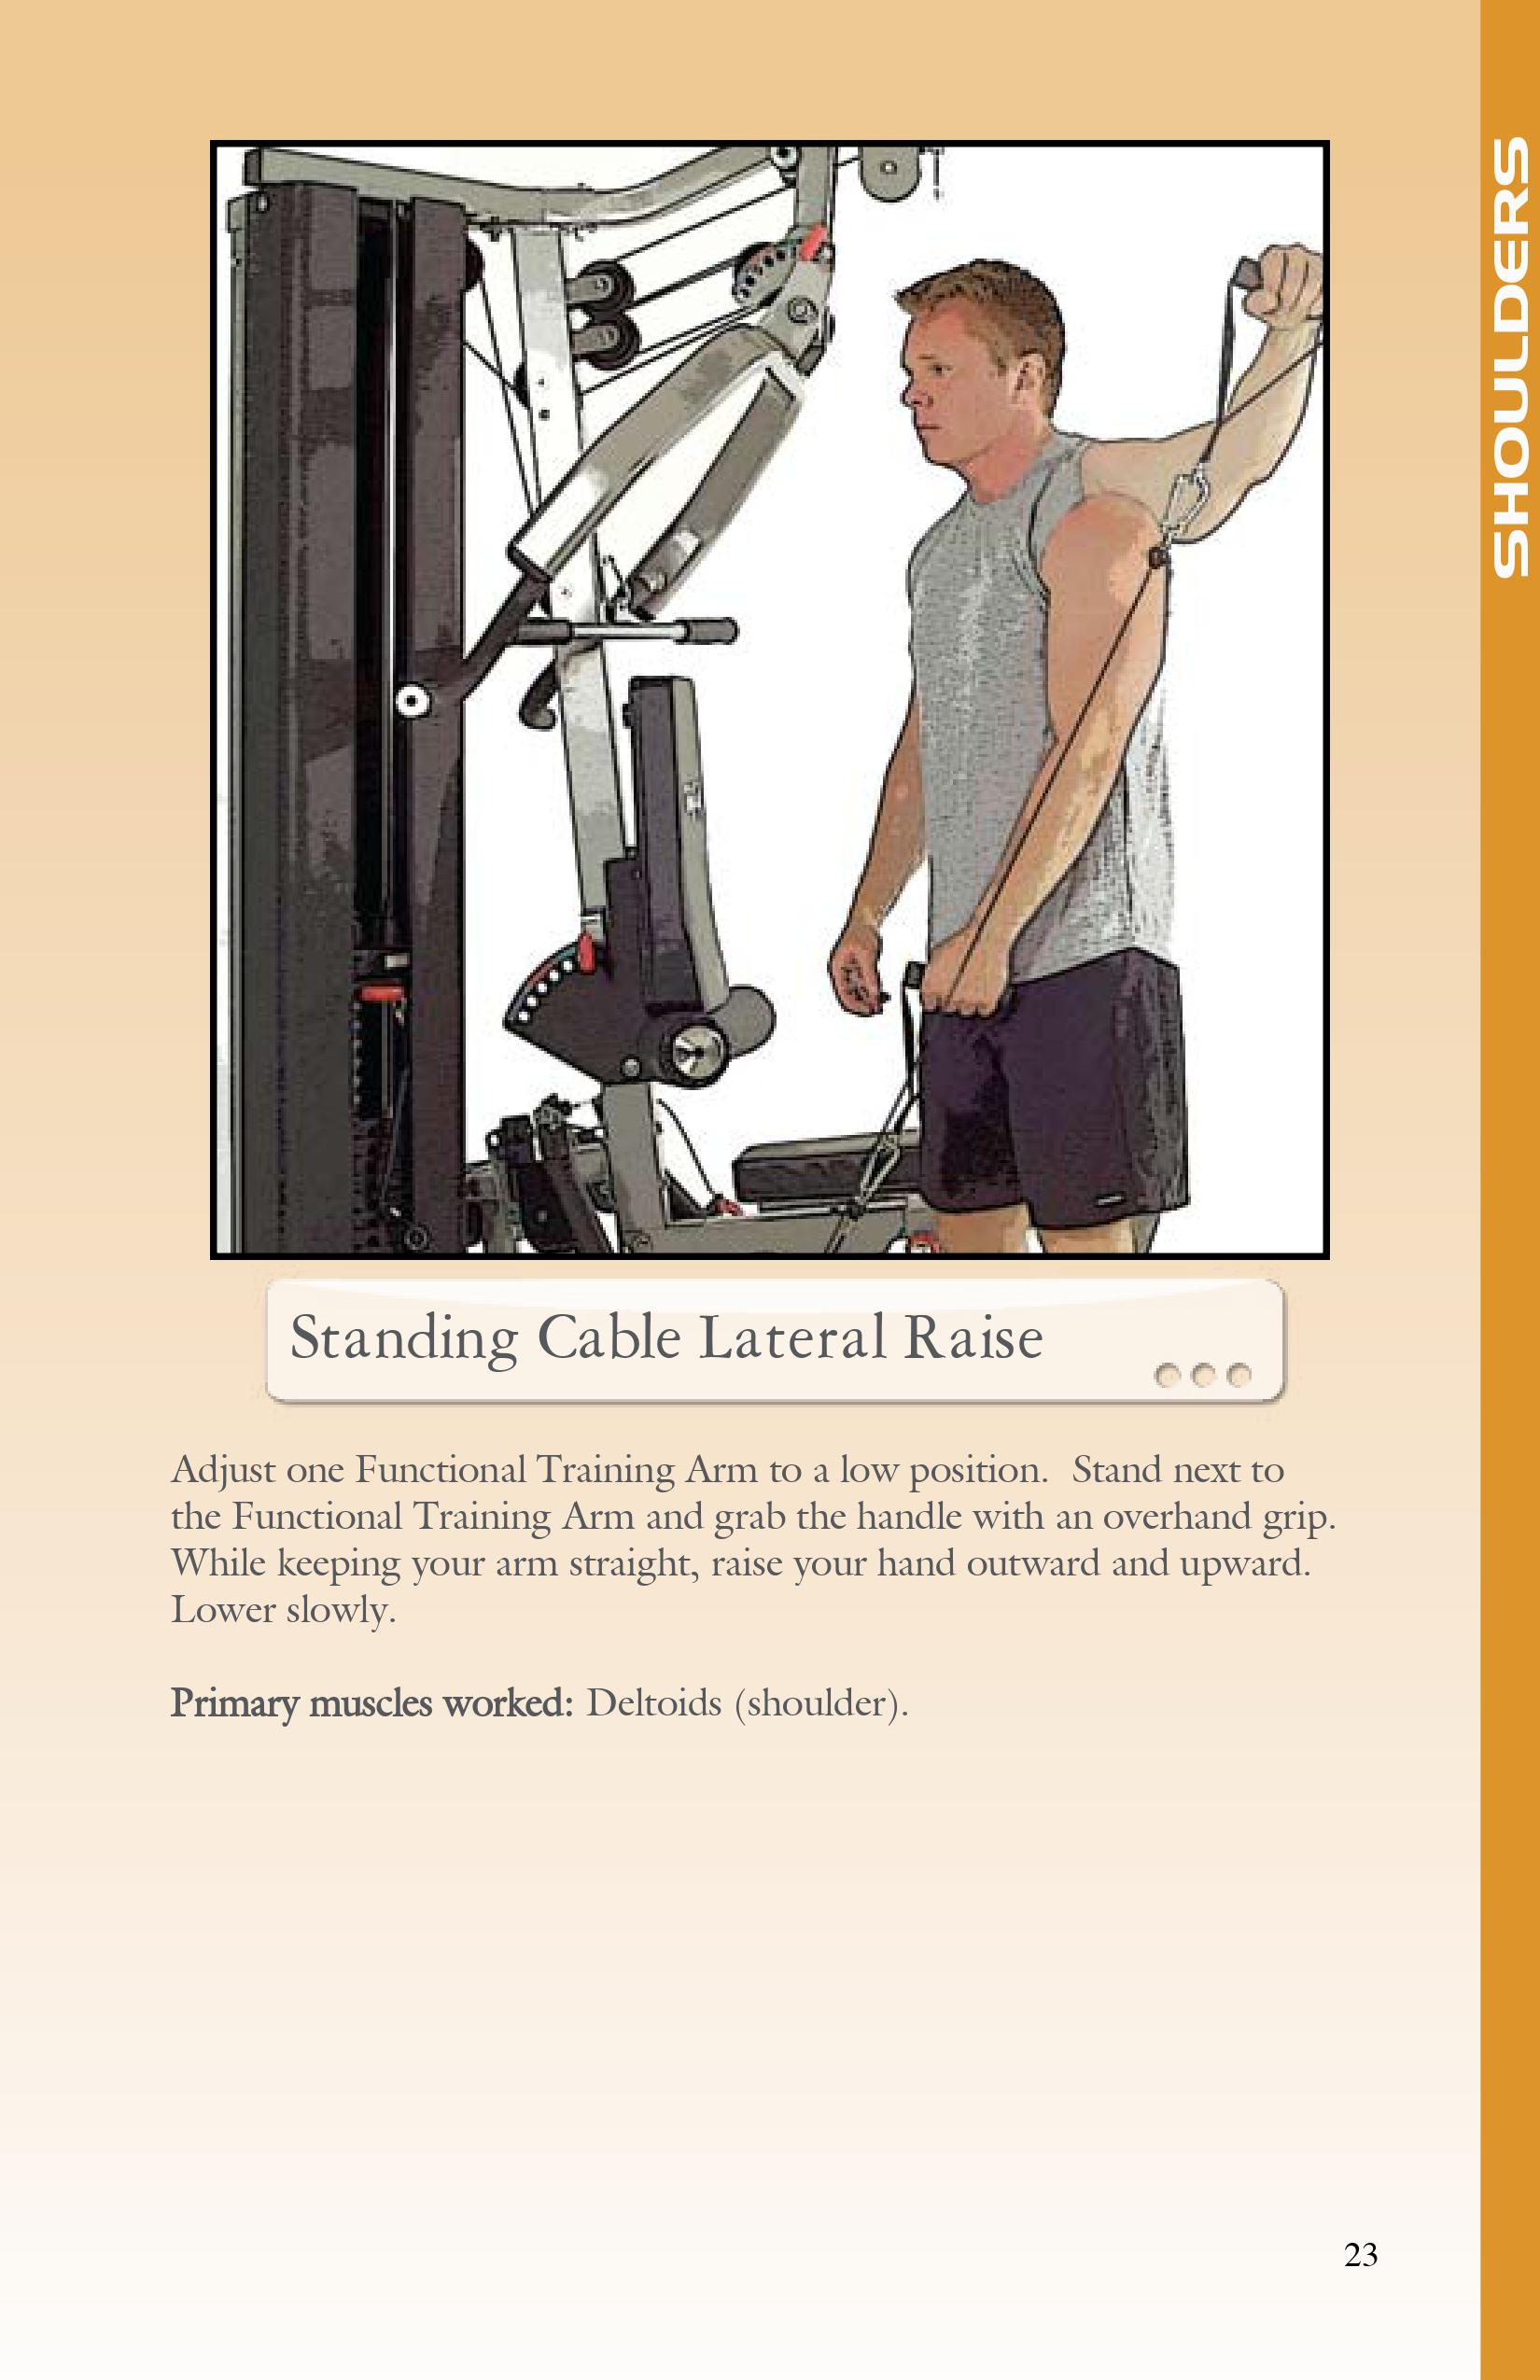 SHOULDERS
Standing Cable Lateral Raise
Adjust one Functional Training Arm to a low position.  Stand next to
the Functional Training Arm and grab the handle with an overhand grip.
While keeping your arm straight, raise your hand outward and upward.
Lower slowly.
Primary muscles worked: Deltoids (shoulder).
23